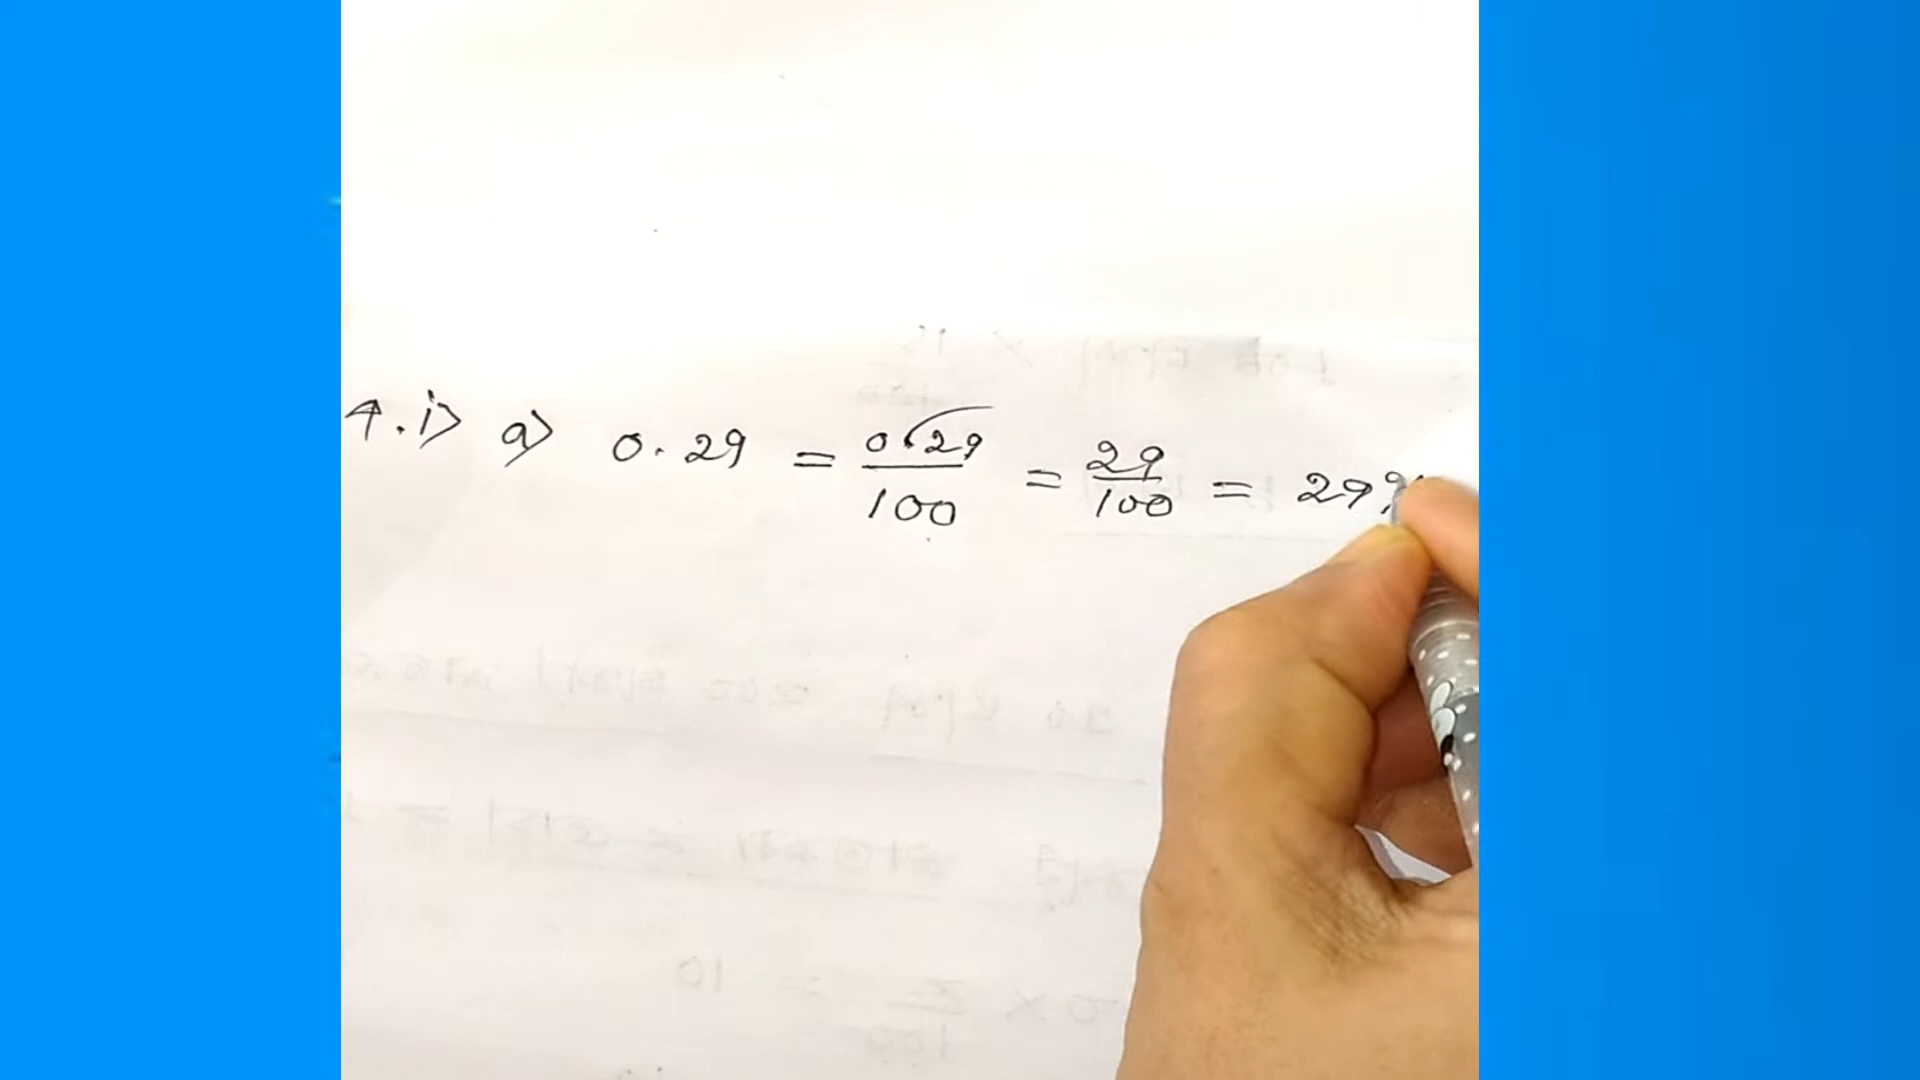 4. i) a) 0.29 = 0.29/100 = 29/100 = 29%